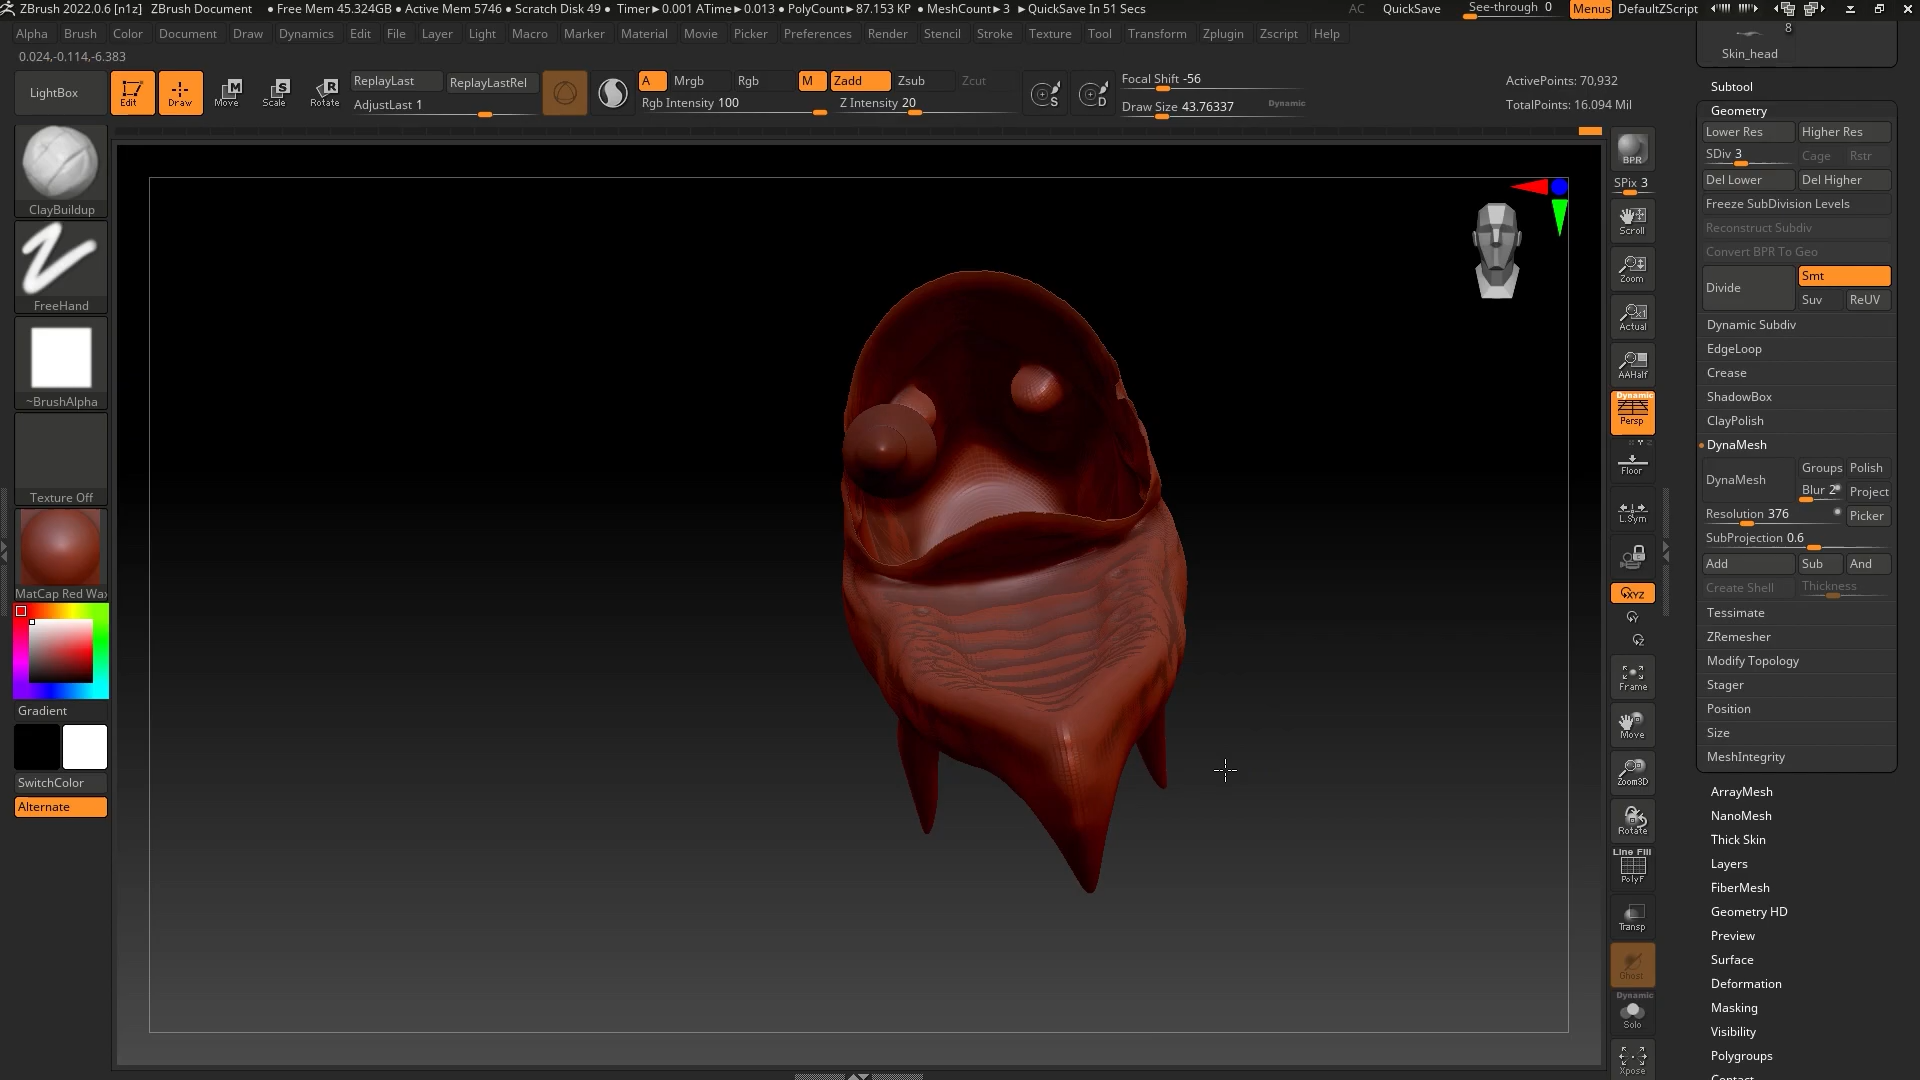 ZBrush 2022.0.6 [n1z] ZBrush Document ● Free Mem 45.324GB ● Active Mem 5746 ● Scratch Disk 49 ● Timer►0.001 ATime►0.013 ● PolyCount►87.153 KP ● MeshCount►3 ►QuickSave In 51 Secs AC QuickSave See-through 0 Menus DefaultZScript
Alpha Brush Color Document Draw Dynamics Edit File Layer Light Macro Marker Material Movie Picker Preferences Render Stencil Stroke Texture Tool Transform Zplugin Zscript Help
8
Skin_head
0.024,-0.114,-6.383
LightBox
Edit
Draw
Move
Scale
Rotate
ReplayLast
ReplayLastRel
AdjustLast 1
A Mrgb Rgb M Zadd Zsub Zcut
Rgb Intensity 100 Z Intensity 20
S
D
Focal Shift -56
Draw Size 43.76337 Dynamic
ActivePoints: 70,932
TotalPoints: 16.094 Mil
ClayBuildup
FreeHand
~BrushAlpha
Texture Off
MatCap Red Wax
Gradient
SwitchColor
Alternate
BPR
SPix 3
Scroll
Zoom
Actual
AAHalf
Dynamic
Persp
Floor
L.Sym
XYZ
Y
Z
Frame
Move
Zoom3D
Rotate
Line Fill
PolyF
Transp
Ghost
Dynamic
Solo
Xpose
Subtool
Geometry
Lower Res Higher Res
SDiv 3 Cage Rstr
Del Lower Del Higher
Freeze SubDivision Levels
Reconstruct Subdiv
Convert BPR To Geo
Divide Smt
Suv ReUV
Dynamic Subdiv
EdgeLoop
Crease
ShadowBox
ClayPolish
DynaMesh
DynaMesh Groups Polish
Blur 2 Project
Resolution 376 Picker
SubProjection 0.6
Add Sub And
Create Shell Thickness
Tessimate
ZRemesher
Modify Topology
Stager
Position
Size
MeshIntegrity
ArrayMesh
NanoMesh
Thick Skin
Layers
FiberMesh
Geometry HD
Preview
Surface
Deformation
Masking
Visibility
Polygroups
Contact